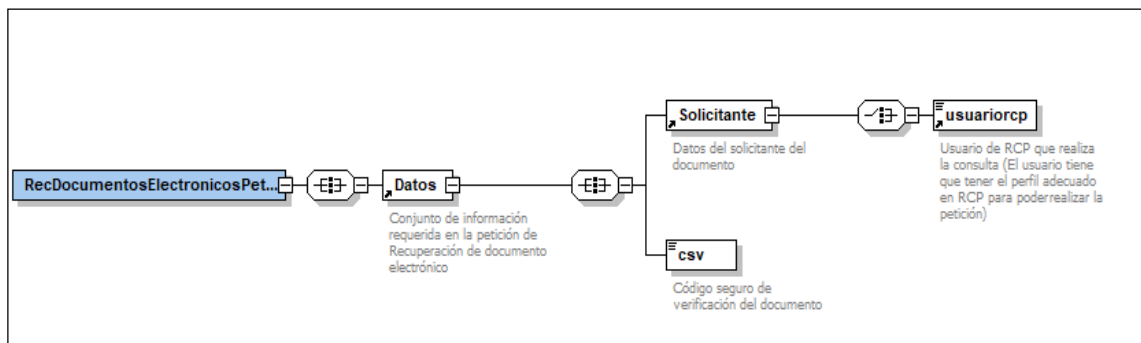 RecDocumentosElectronicosPet...
Datos
Conjunto de información
requerida en la petición de
Recuperación de documento
electrónico
Solicitante
Datos del solicitante del
documento
usuariorcp
Usuario de RCP que realiza
la consulta (El usuario tiene
que tener el perfil adecuado
en RCP para poderrealizar la
petición)
csv
Código seguro de
verificación del documento